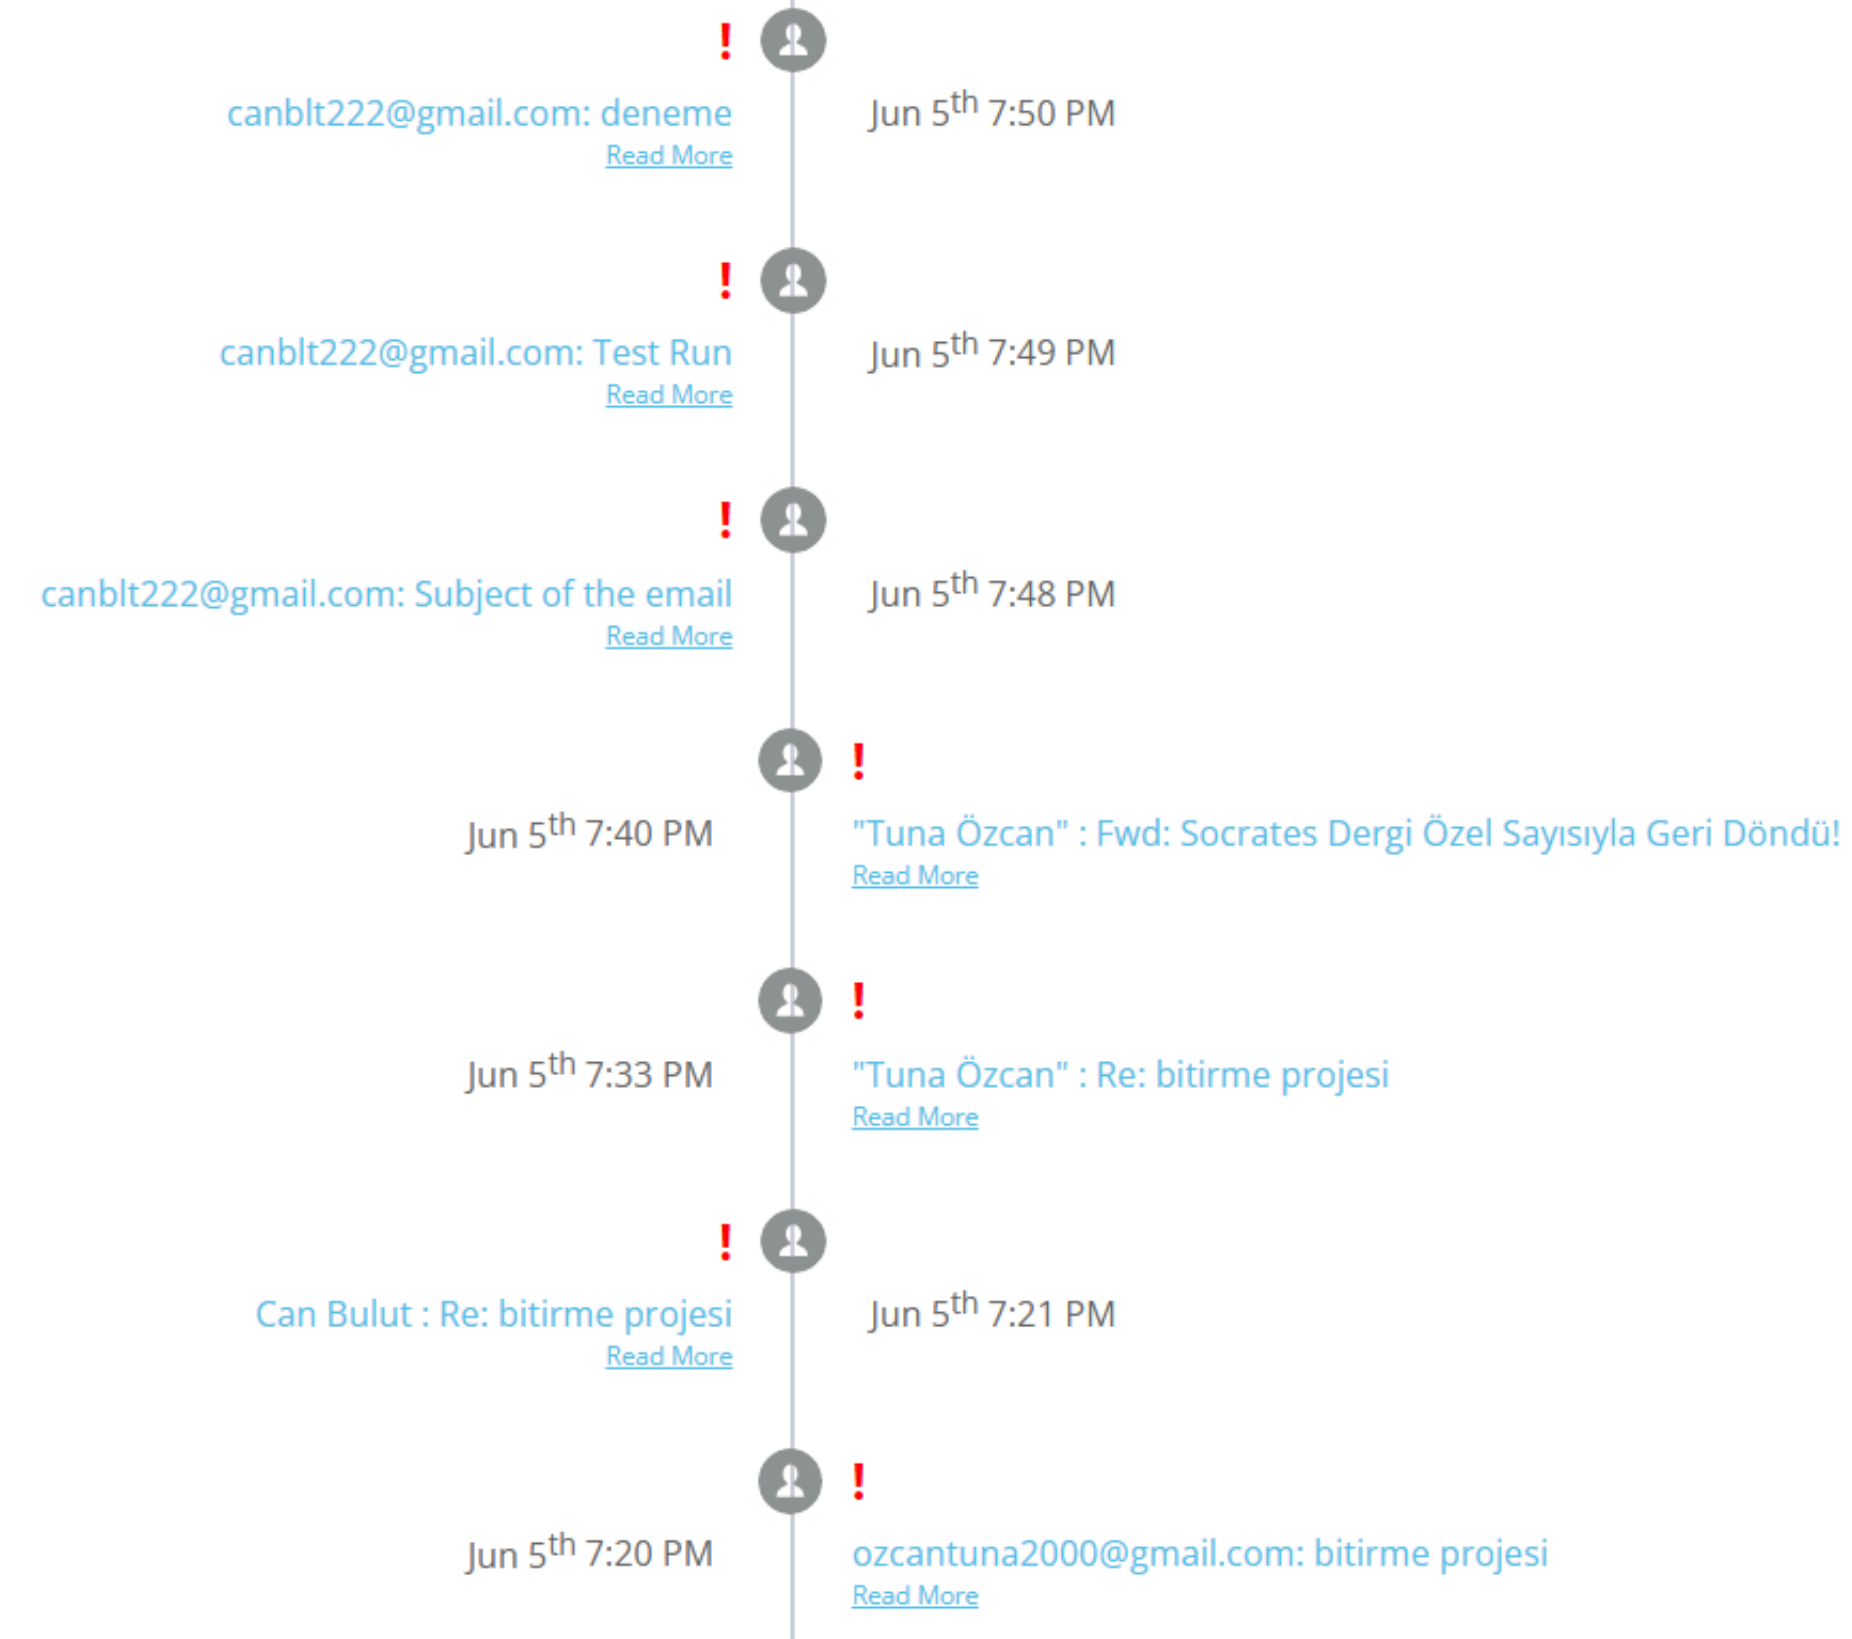 !
canblt222@gmail.com: deneme
Read More
Jun 5th 7:50 PM
!
canblt222@gmail.com: Test Run
Read More
Jun 5th 7:49 PM
!
canblt222@gmail.com: Subject of the email
Read More
Jun 5th 7:48 PM
!
Jun 5th 7:40 PM
"Tuna Özcan" : Fwd: Socrates Dergi Özel Sayısıyla Geri Döndü!
Read More
!
Jun 5th 7:33 PM
"Tuna Özcan" : Re: bitirme projesi
Read More
!
Can Bulut : Re: bitirme projesi
Read More
Jun 5th 7:21 PM
!
Jun 5th 7:20 PM
ozcantuna2000@gmail.com: bitirme projesi
Read More